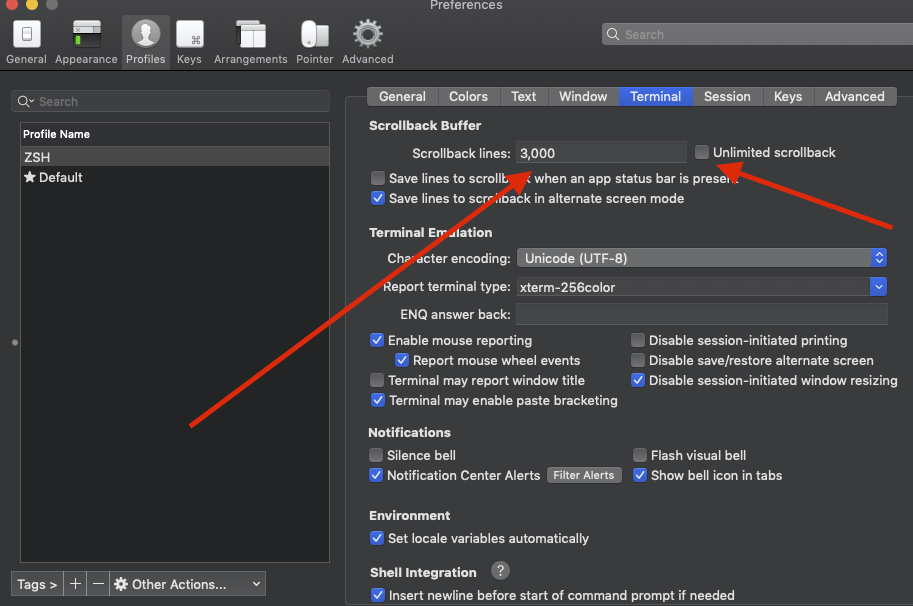 Preferences
General Appearance Profiles Keys Arrangements Pointer Advanced
Search
Search
Profile Name
ZSH
Default
Tags > + − Other Actions...
General Colors Text Window Terminal Session Keys Advanced
Scrollback Buffer
Scrollback lines: 3,000 Unlimited scrollback
Save lines to scrollback when an app status bar is present
Save lines to scrollback in alternate screen mode
Terminal Emulation
Character encoding: Unicode (UTF-8)
Report terminal type: xterm-256color
ENQ answer back:
Enable mouse reporting Disable session-initiated printing
Report mouse wheel events Disable save/restore alternate screen
Terminal may report window title Disable session-initiated window resizing
Terminal may enable paste bracketing
Notifications
Silence bell Flash visual bell
Notification Center Alerts Filter Alerts Show bell icon in tabs
Environment
Set locale variables automatically
Shell Integration ?
Insert newline before start of command prompt if needed